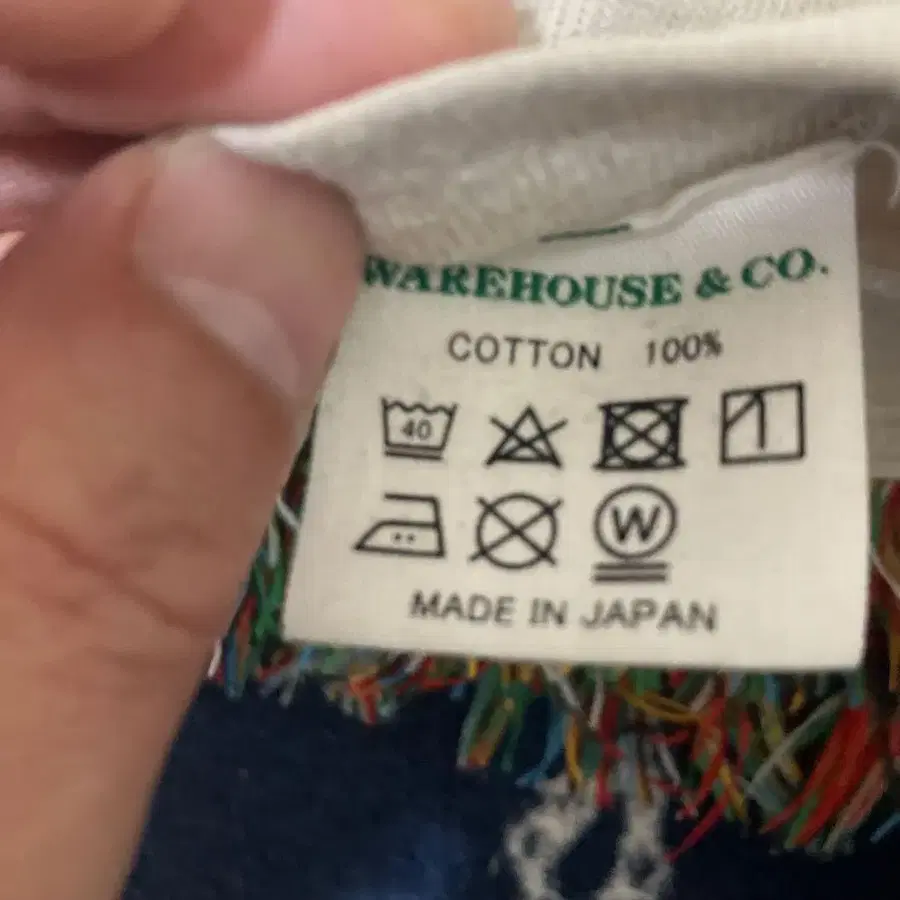 WAREHOUSE & CO.
COTTON 100%
40
W
MADE IN JAPAN